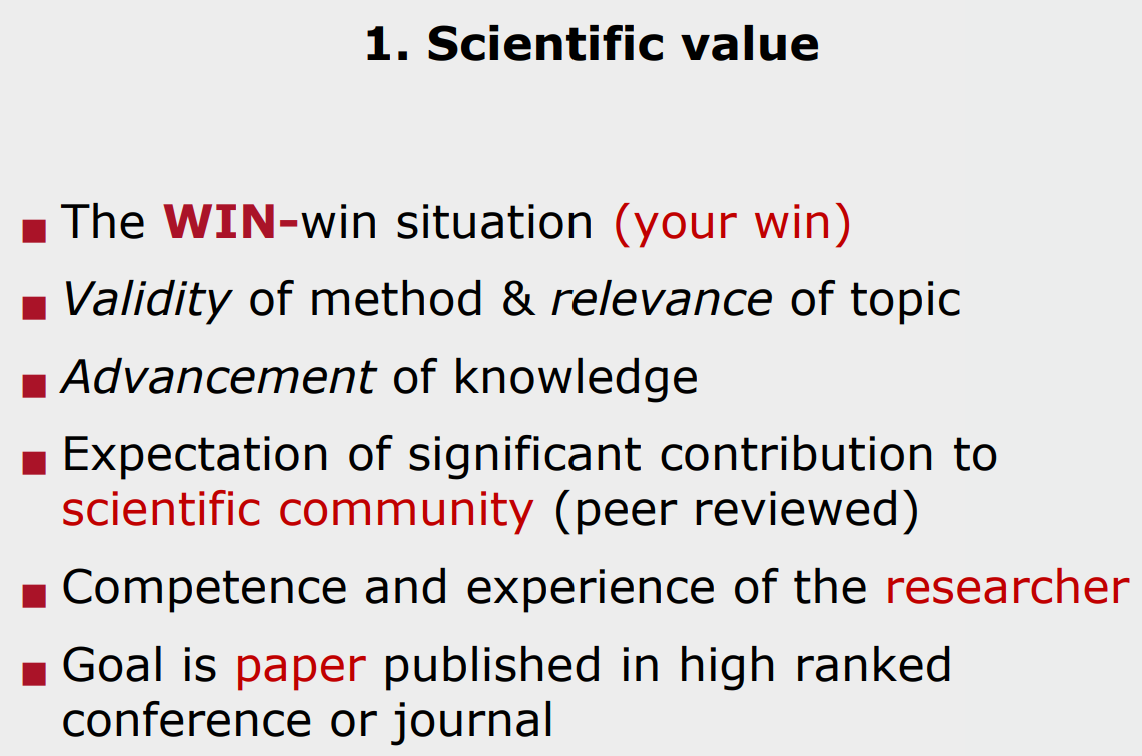 1. Scientific value
The WIN-win situation (your win)
Validity of method & relevance of topic
Advancement of knowledge
Expectation of significant contribution to
scientific community (peer reviewed)
Competence and experience of the researcher
Goal is paper published in high ranked
conference or journal